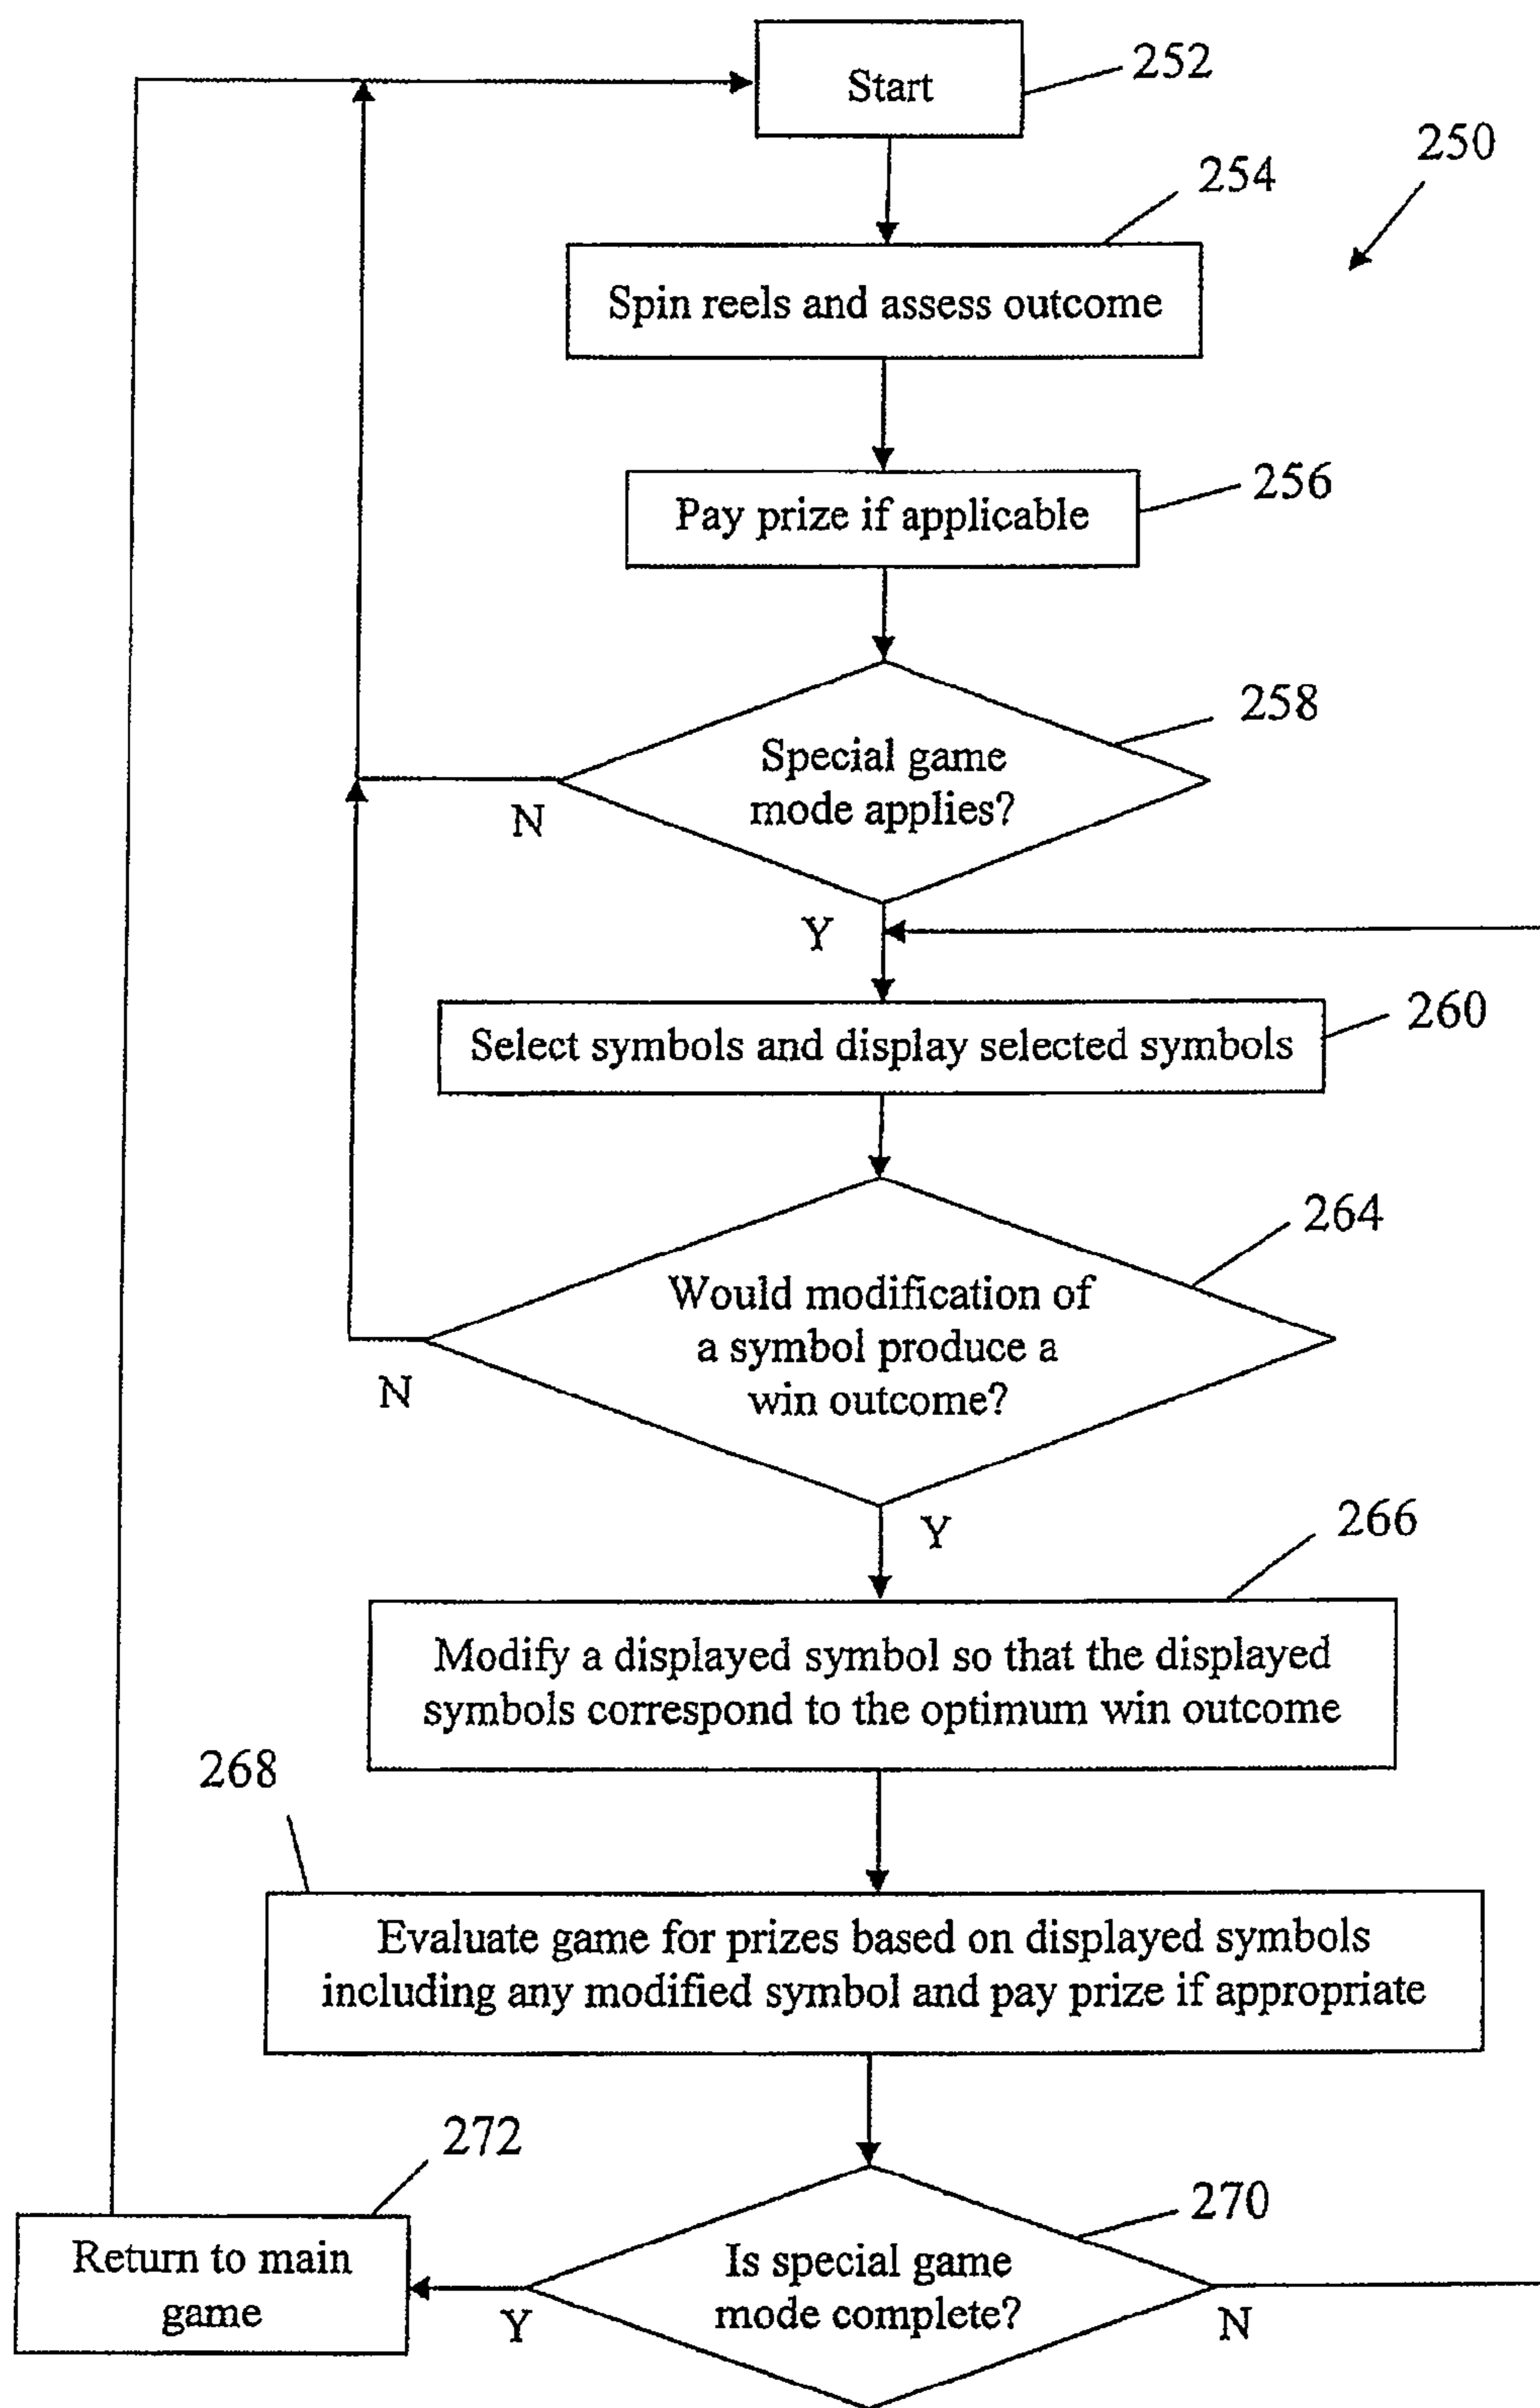 Start
252
250
254
Spin reels and assess outcome
256
Pay prize if applicable
258
Special game
mode applies?
N
Y
260
Select symbols and display selected symbols
264
Would modification of
a symbol produce a
win outcome?
N
Y
266
Modify a displayed symbol so that the displayed
symbols correspond to the optimum win outcome
268
Evaluate game for prizes based on displayed symbols
including any modified symbol and pay prize if appropriate
272
270
Return to main
game
Is special game
mode complete?
Y
N